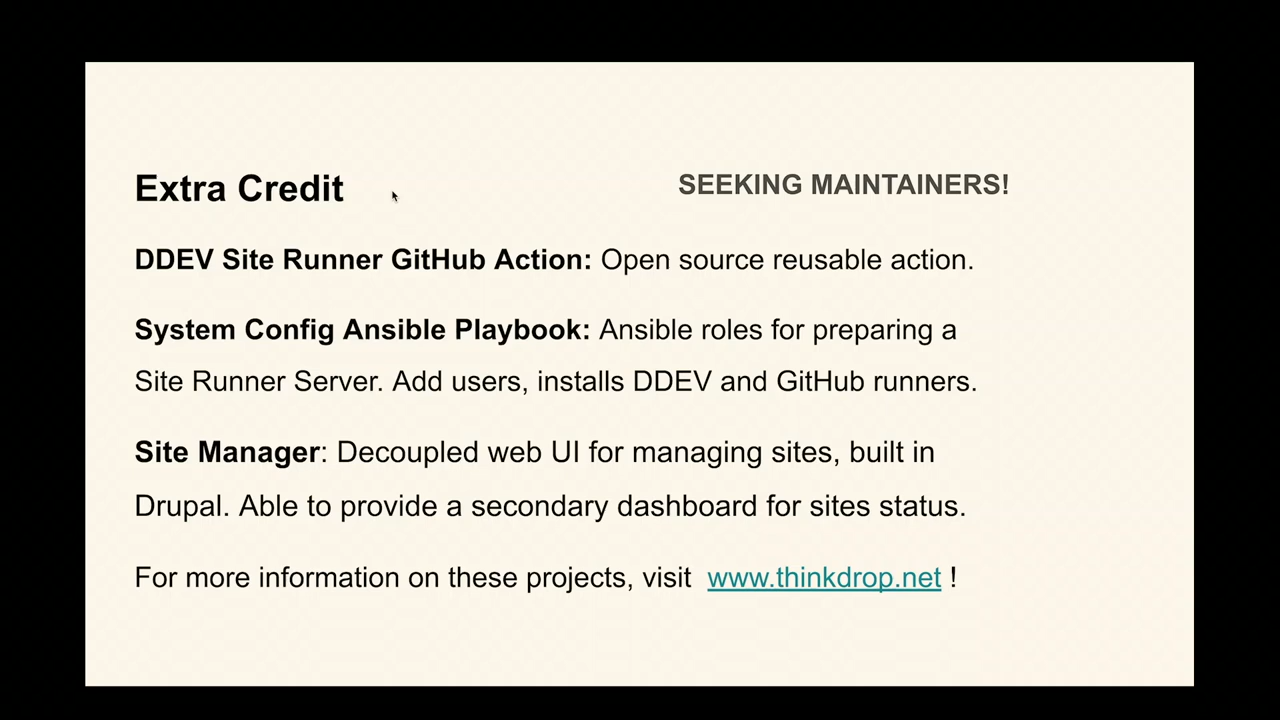 Extra Credit
SEEKING MAINTAINERS!
DDEV Site Runner GitHub Action: Open source reusable action.
System Config Ansible Playbook: Ansible roles for preparing a
Site Runner Server. Add users, installs DDEV and GitHub runners.
Site Manager: Decoupled web UI for managing sites, built in
Drupal. Able to provide a secondary dashboard for sites status.
For more information on these projects, visit www.thinkdrop.net !